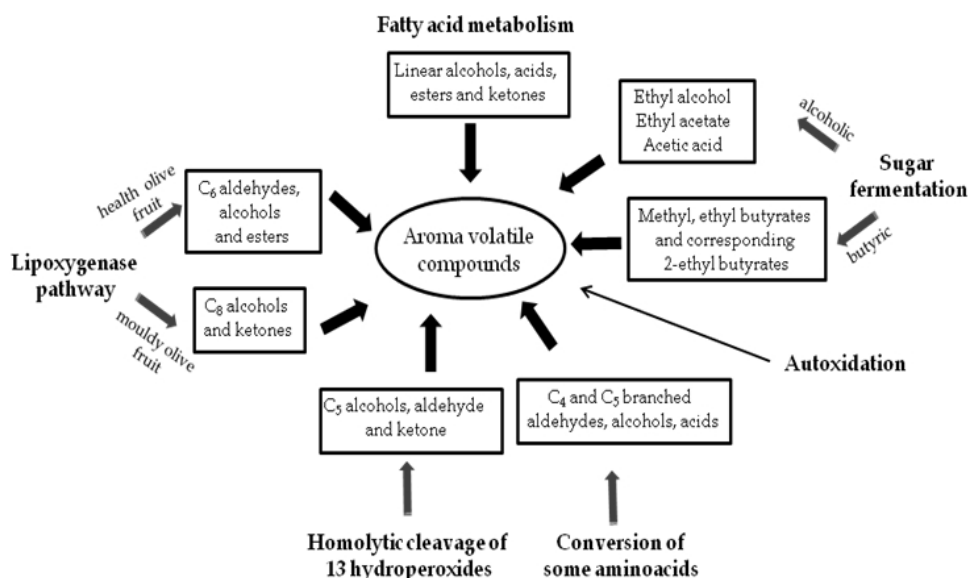 Fatty acid metabolism
Linear alcohols, acids,
esters and ketones
Ethyl alcohol
Ethyl acetate
Acetic acid
alcoholic
Sugar
fermentation
butyric
Methyl, ethyl butyrates
and corresponding
2-ethyl butyrates
health olive
fruit
C₆ aldehydes,
alcohols
and esters
Aroma volatile
compounds
Lipoxygenase
pathway
mouldy olive
fruit
C₈ alcohols
and ketones
Autoxidation
C₅ alcohols, aldehyde
and ketone
C₄ and C₅ branched
aldehydes, alcohols, acids
Homolytic cleavage of
13 hydroperoxides
Conversion of
some aminoacids